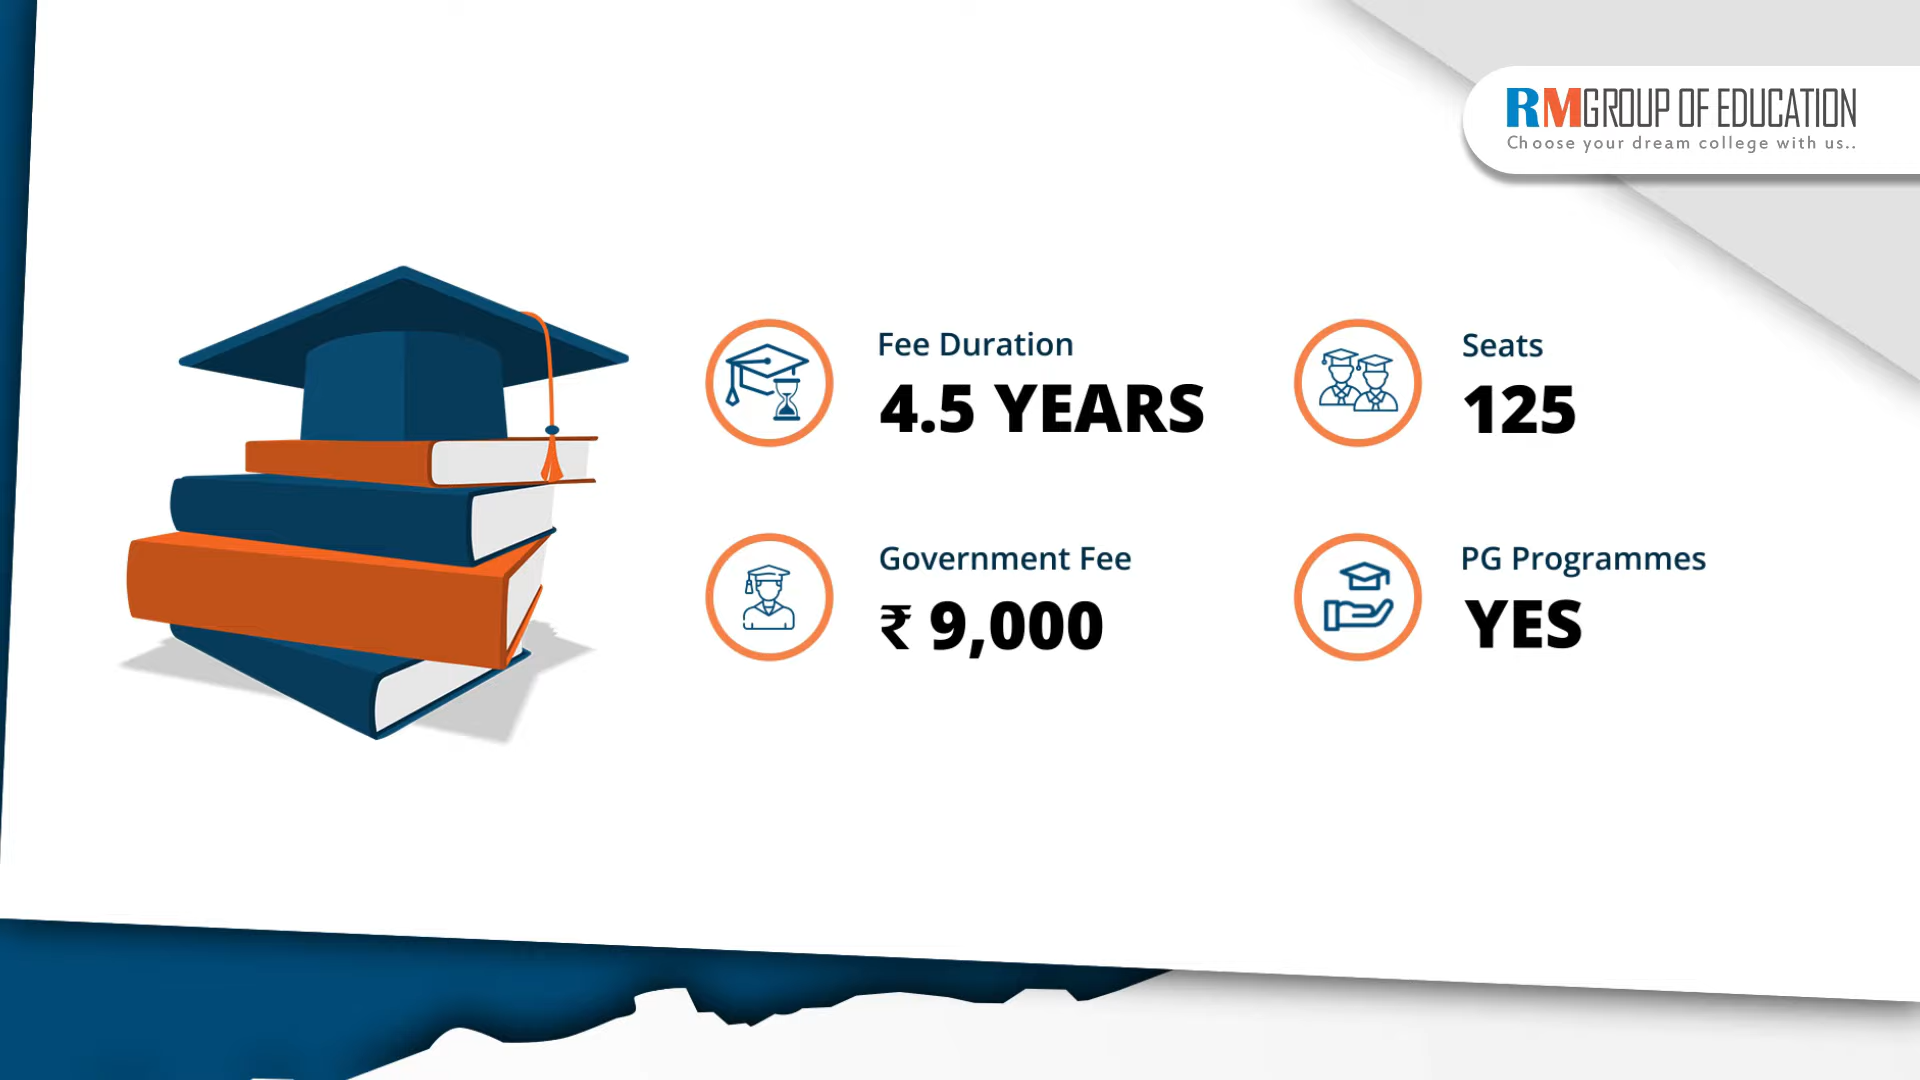 RMGROUP OF EDUCATION
Choose your dream college with us..
Fee Duration
4.5 YEARS
Seats
125
Government Fee
₹ 9,000
PG Programmes
YES